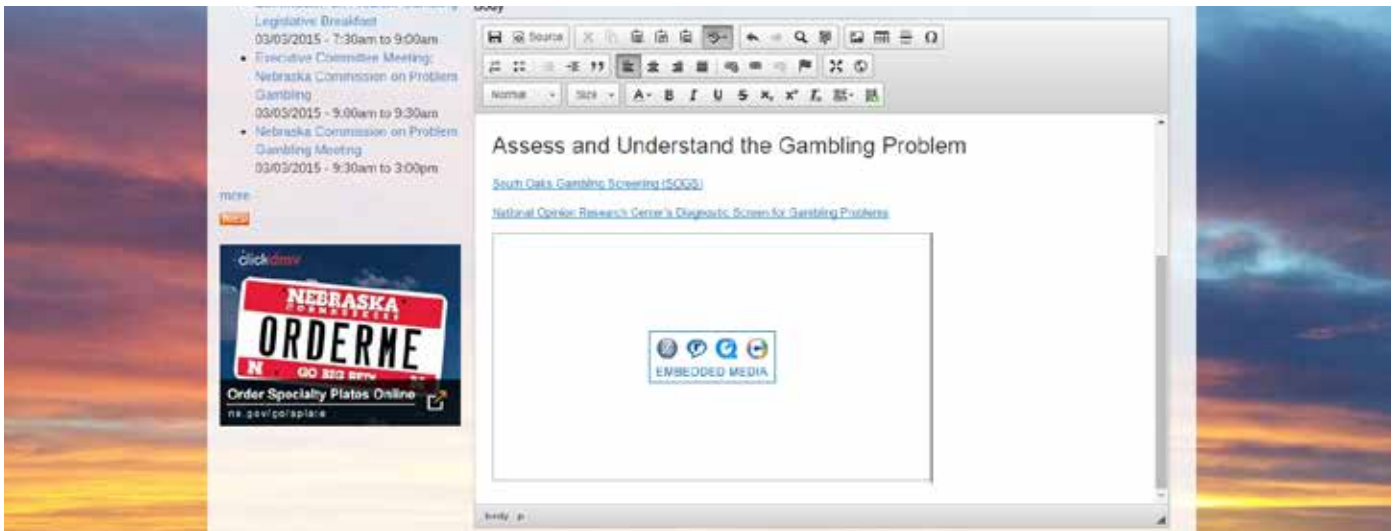 Legislative Breakfast
03/03/2015 - 7:30am to 9:00am
Executive Committee Meeting:
Nebraska Commission on Problem
Gambling
03/03/2015 - 9:00am to 9:30am
Nebraska Commission on Problem
Gambling Meeting
03/03/2015 - 9:30am to 3:00pm
more
clickdmv
NEBRASKA
CORNHUSKERS
ORDERME
N GO BIG RED N
Order Specialty Plates Online
Body
Source
Normal
Size
Assess and Understand the Gambling Problem
South Oaks Gambling Screening (SOGS)
National Opinion Research Center's Diagnostic Screen for Gambling Problems
EMBEDDED MEDIA
body p